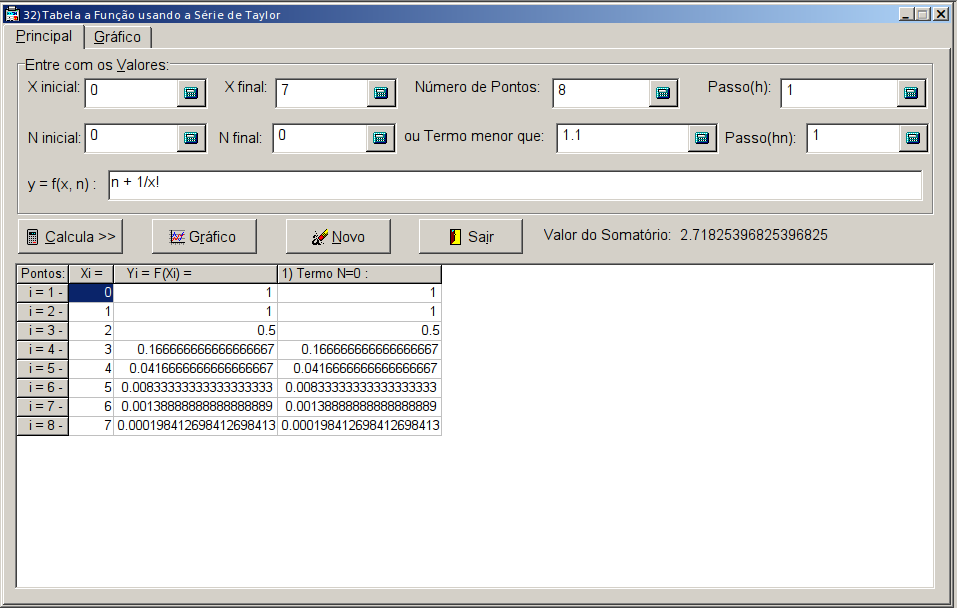 32)Tabela a Função usando a Série de Taylor
Principal Gráfico
Entre com os Valores:
X inicial: 0 X final: 7 Número de Pontos: 8 Passo(h): 1
N inicial: 0 N final: 0 ou Termo menor que: 1.1 Passo(hn): 1
y = f(x, n) : n + 1/x!
Calcula >> Gráfico Novo Sair Valor do Somatório: 2.71825396825396825
Pontos: Xi = Yi = F(Xi) = 1) Termo N=0 :
i = 1 - 0 1 1
i = 2 - 1 1 1
i = 3 - 2 0.5 0.5
i = 4 - 3 0.166666666666666667 0.166666666666666667
i = 5 - 4 0.0416666666666666667 0.0416666666666666667
i = 6 - 5 0.00833333333333333333 0.00833333333333333333
i = 7 - 6 0.00138888888888888889 0.00138888888888888889
i = 8 - 7 0.000198412698412698413 0.000198412698412698413